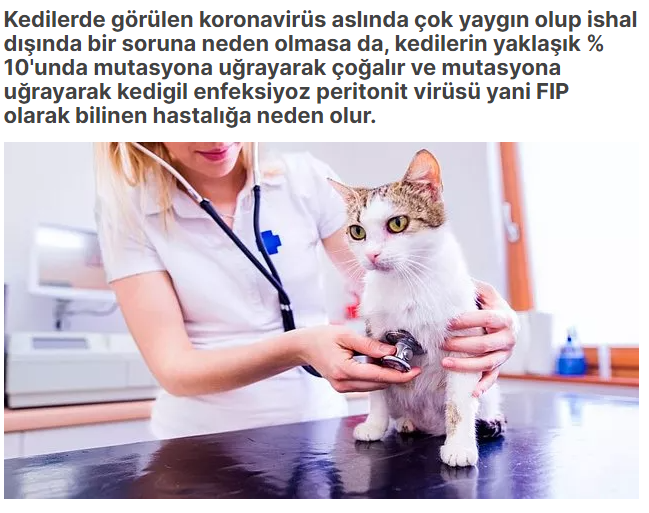 Kedilerde görülen koronavirüs aslında çok yaygın olup ishal
dışında bir soruna neden olmasa da, kedilerin yaklaşık %
10'unda mutasyona uğrayarak çoğalır ve mutasyona
uğrayarak kedigil enfeksiyoz peritonit virüsü yani FIP
olarak bilinen hastalığa neden olur.